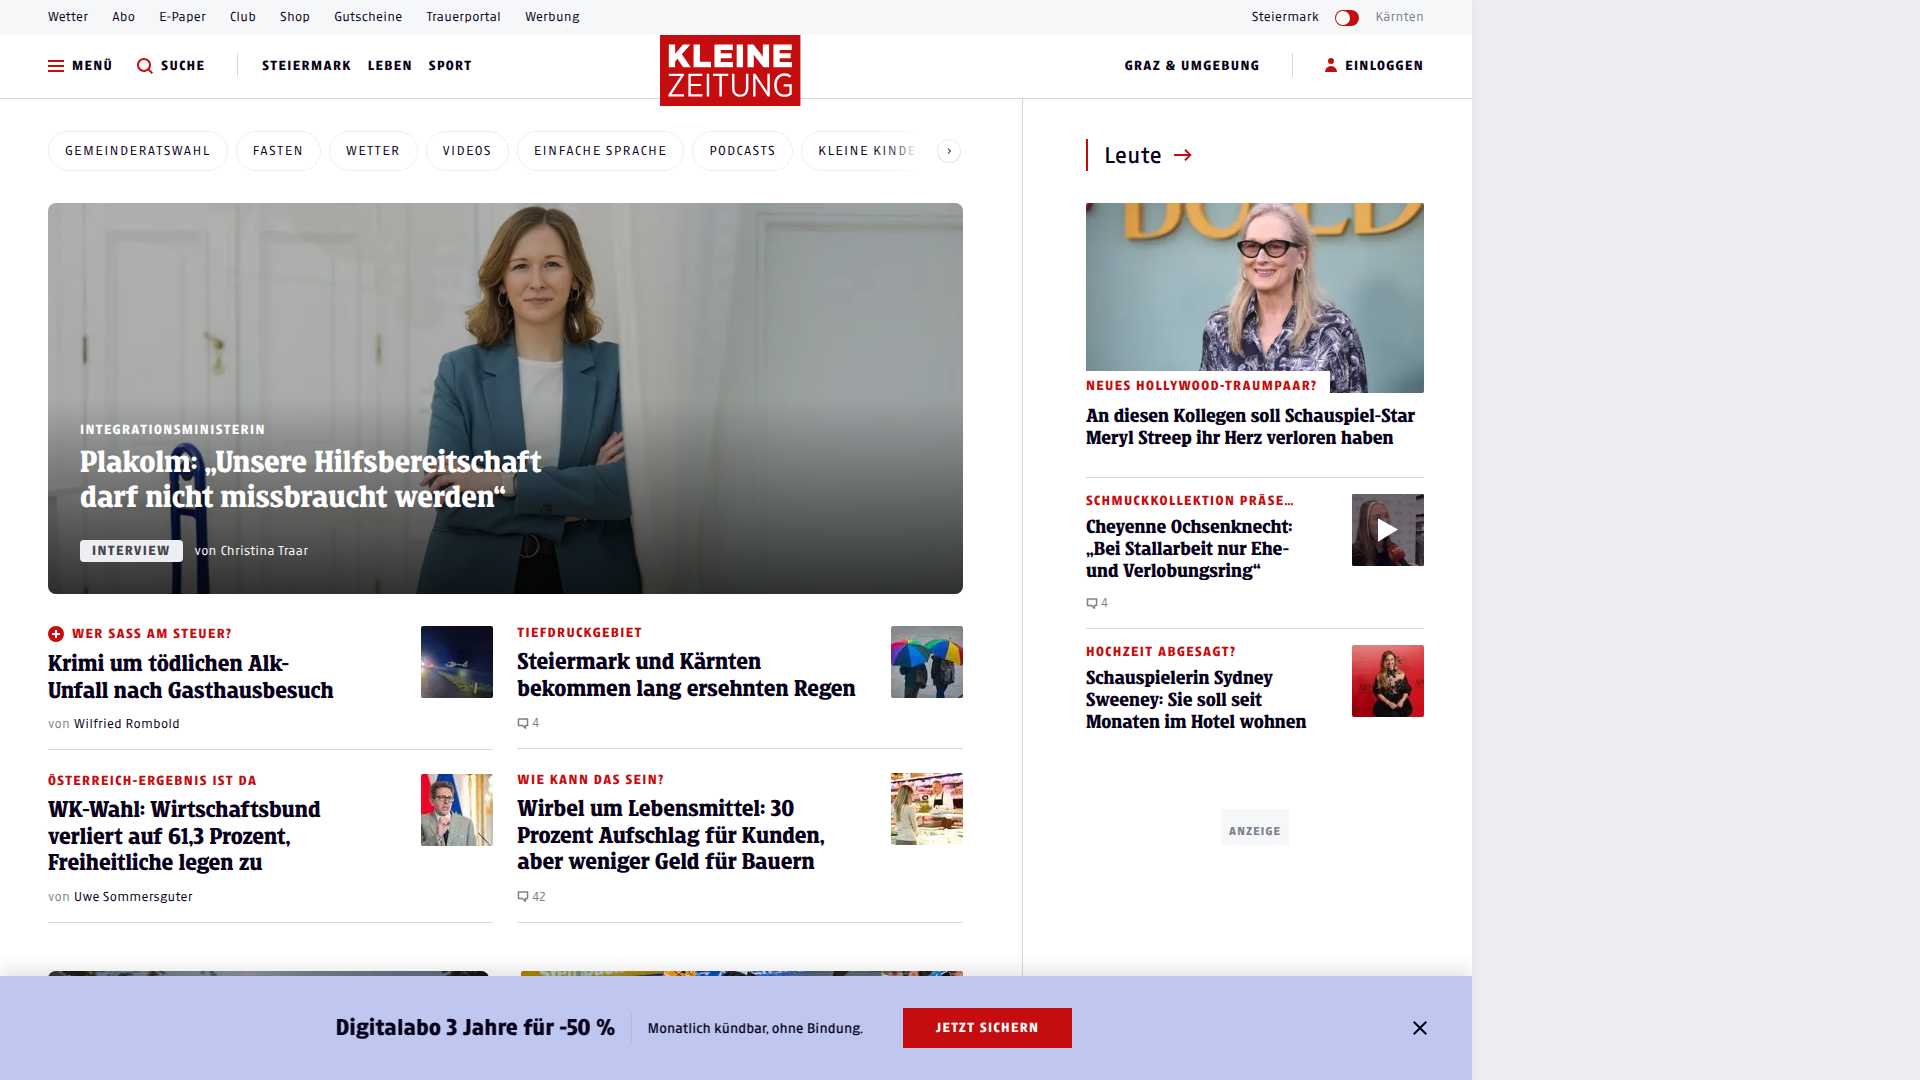 Wetter Abo E-Paper Club Shop Gutscheine Trauerportal Werbung
Steiermark Kärnten
MENÜ SUCHE STEIERMARK LEBEN SPORT
KLEINE
ZEITUNG
GRAZ & UMGEBUNG EINLOGGEN
GEMEINDERATSWAHL FASTEN WETTER VIDEOS EINFACHE SPRACHE PODCASTS KLEINE KINDE
INTEGRATIONSMINISTERIN
Plakolm: „Unsere Hilfsbereitschaft
darf nicht missbraucht werden“
INTERVIEW von Christina Traar
WER SASS AM STEUER?
Krimi um tödlichen Alk-
Unfall nach Gasthausbesuch
von Wilfried Rombold
TIEFDRUCKGEBIET
Steiermark und Kärnten
bekommen lang ersehnten Regen
4
ÖSTERREICH-ERGEBNIS IST DA
WK-Wahl: Wirtschaftsbund
verliert auf 61,3 Prozent,
Freiheitliche legen zu
von Uwe Sommersguter
WIE KANN DAS SEIN?
Wirbel um Lebensmittel: 30
Prozent Aufschlag für Kunden,
aber weniger Geld für Bauern
42
Leute
NEUES HOLLYWOOD-TRAUMPAAR?
An diesen Kollegen soll Schauspiel-Star
Meryl Streep ihr Herz verloren haben
SCHMUCKKOLLEKTION PRÄSE...
Cheyenne Ochsenknecht:
„Bei Stallarbeit nur Ehe-
und Verlobungsring“
4
HOCHZEIT ABGESAGT?
Schauspielerin Sydney
Sweeney: Sie soll seit
Monaten im Hotel wohnen
ANZEIGE
Digitalabo 3 Jahre für -50 %
Monatlich kündbar, ohne Bindung.
JETZT SICHERN